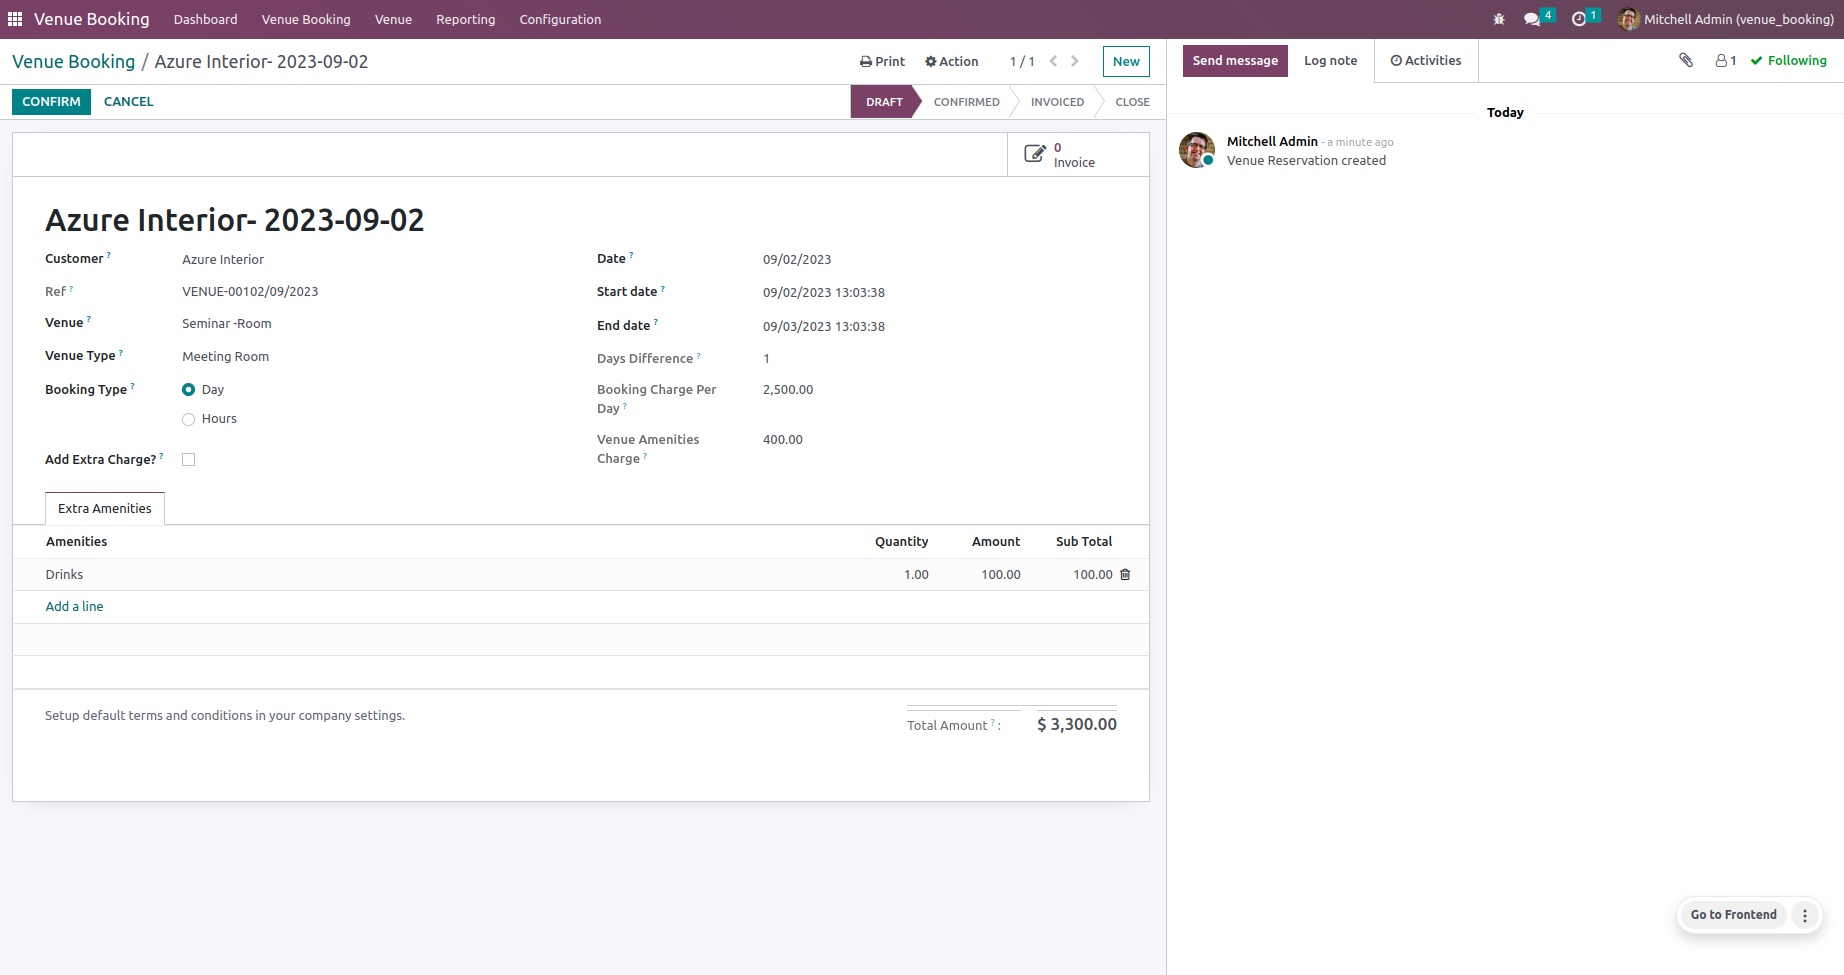 Venue Booking Dashboard Venue Booking Venue Reporting Configuration 4 1 Mitchell Admin (venue_booking)
Venue Booking / Azure Interior- 2023-09-02 Print Action 1 / 1 New
Send message Log note Activities 1 Following
CONFIRM CANCEL DRAFT CONFIRMED INVOICED CLOSE
Today
Mitchell Admin - a minute ago
Venue Reservation created
0
Invoice
Azure Interior- 2023-09-02
Customer ? Azure Interior
Ref ? VENUE-00102/09/2023
Venue ? Seminar -Room
Venue Type ? Meeting Room
Booking Type ? Day
Hours
Add Extra Charge? ?
Date ? 09/02/2023
Start date ? 09/02/2023 13:03:38
End date ? 09/03/2023 13:03:38
Days Difference ? 1
Booking Charge Per 2,500.00
Day ?
Venue Amenities 400.00
Charge ?
Extra Amenities
Amenities Quantity Amount Sub Total
Drinks 1.00 100.00 100.00
Add a line
Setup default terms and conditions in your company settings.
Total Amount ? : $ 3,300.00
Go to Frontend